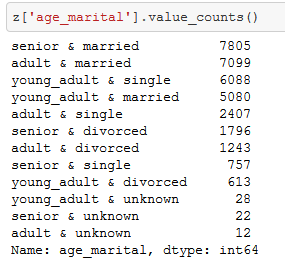 z['age_marital'].value_counts()
senior & married 7805
adult & married 7099
young_adult & single 6088
young_adult & married 5080
adult & single 2407
senior & divorced 1796
adult & divorced 1243
senior & single 757
young_adult & divorced 613
young_adult & unknown 28
senior & unknown 22
adult & unknown 12
Name: age_marital, dtype: int64